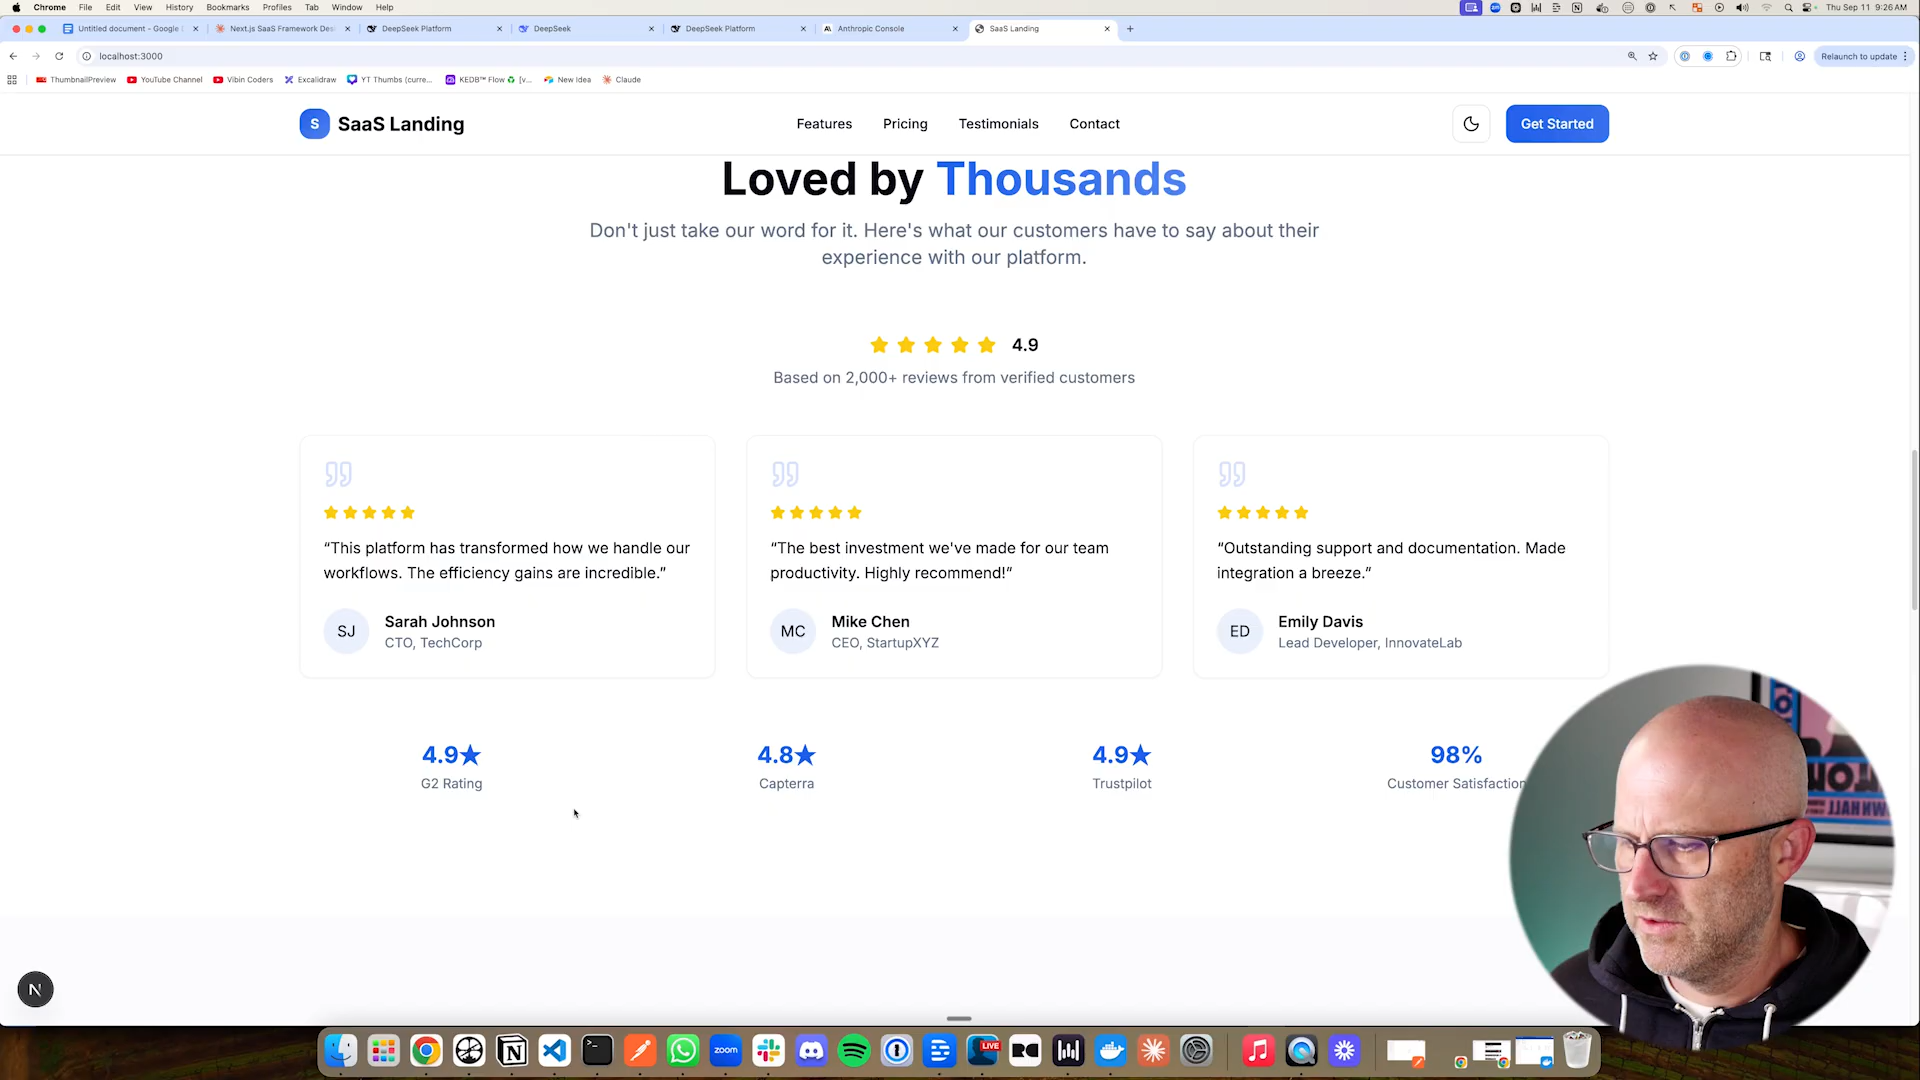 Chrome File Edit View History Bookmarks Profiles Tab Window Help
Thu Sep 11 9:26 AM
Untitled document - Google
Next.js SaaS Framework Des
DeepSeek Platform
DeepSeek
DeepSeek Platform
Anthropic Console
SaaS Landing
localhost:3000
Relaunch to update
ThumbnailPreview
YouTube Channel
Vibin Coders
Excalidraw
YT Thumbs (curre...
KEDB™ Flow
[v...
New Idea
Claude
S SaaS Landing
Features Pricing Testimonials Contact
Get Started
Loved by Thousands
Don't just take our word for it. Here's what our customers have to say about their
experience with our platform.
4.9
Based on 2,000+ reviews from verified customers
“This platform has transformed how we handle our
workflows. The efficiency gains are incredible.”
SJ
Sarah Johnson
CTO, TechCorp
“The best investment we've made for our team
productivity. Highly recommend!”
MC
Mike Chen
CEO, StartupXYZ
“Outstanding support and documentation. Made
integration a breeze.”
ED
Emily Davis
Lead Developer, InnovateLab
4.9★
G2 Rating
4.8★
Capterra
4.9★
Trustpilot
98%
Customer Satisfaction
N
zoom
LIVE